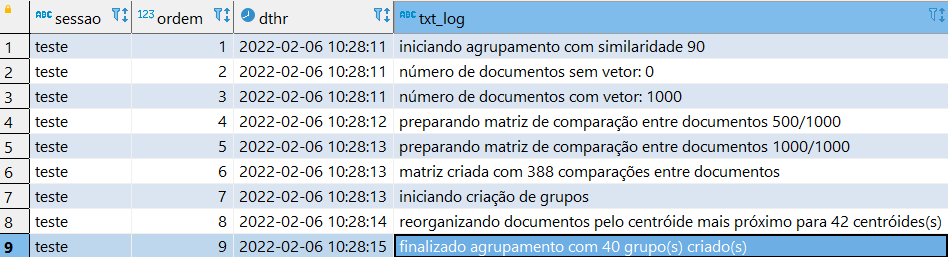 ABC sessao 123 ordem dthr ABC txt_log
1 teste 1 2022-02-06 10:28:11 iniciando agrupamento com similaridade 90
2 teste 2 2022-02-06 10:28:11 número de documentos sem vetor: 0
3 teste 3 2022-02-06 10:28:11 número de documentos com vetor: 1000
4 teste 4 2022-02-06 10:28:12 preparando matriz de comparação entre documentos 500/1000
5 teste 5 2022-02-06 10:28:13 preparando matriz de comparação entre documentos 1000/1000
6 teste 6 2022-02-06 10:28:13 matriz criada com 388 comparações entre documentos
7 teste 7 2022-02-06 10:28:13 iniciando criação de grupos
8 teste 8 2022-02-06 10:28:14 reorganizando documentos pelo centróide mais próximo para 42 centróides(s)
9 teste 9 2022-02-06 10:28:15 finalizado agrupamento com 40 grupo(s) criado(s)